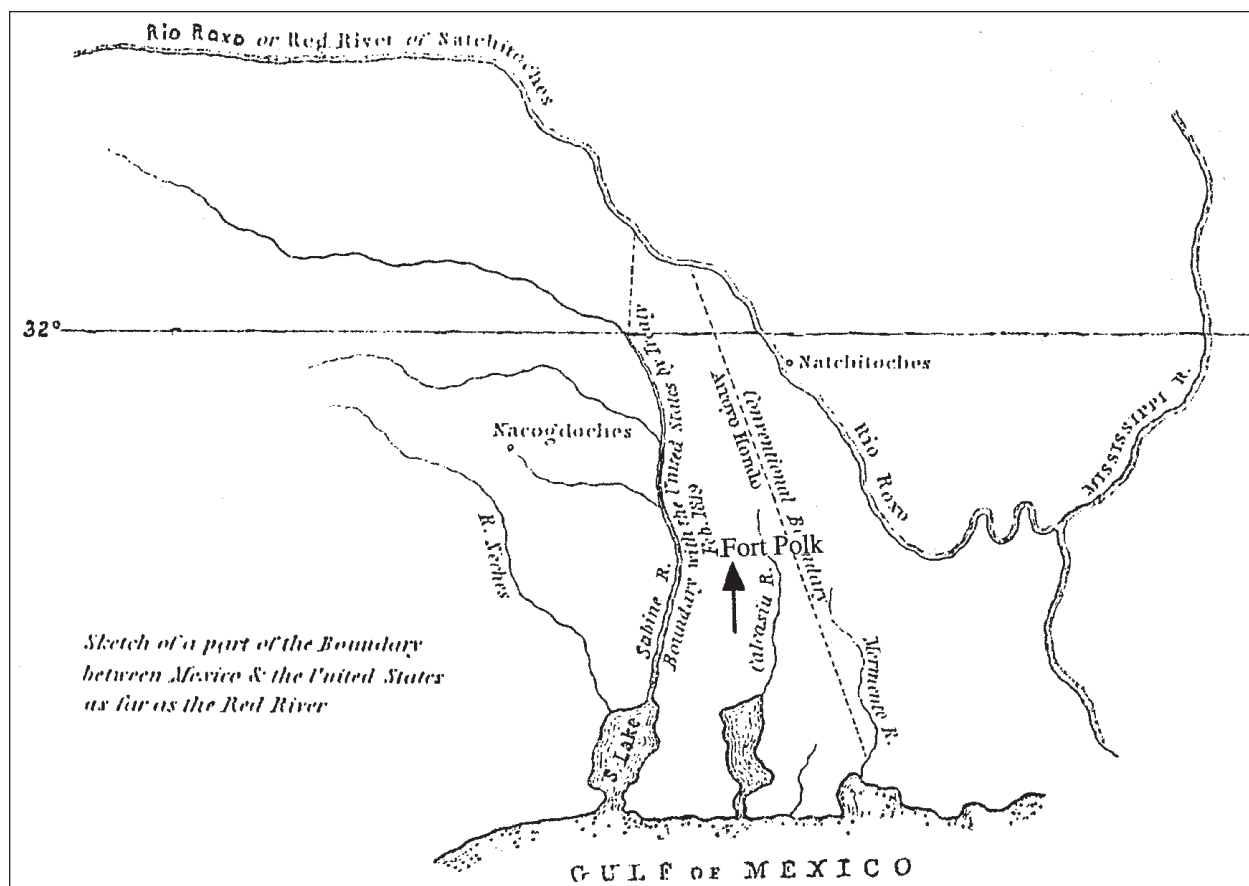 Rio Roxo or Red River of Natchitoches
32°
Natchitoches
MISSISSIPPI R.
Boundary with the United States by Treaty
Feb. 1819
Arroyo Hondo
Conventional Boundary
Nacogdoches
Rio Roxo
R. Neches
Fort Polk
Sabine R.
Calcasiu R.
Mermente R.
Sketch of a part of the Boundary
between Mexico & the United States
as far as the Red River
S. Lake
GULF OF MEXICO